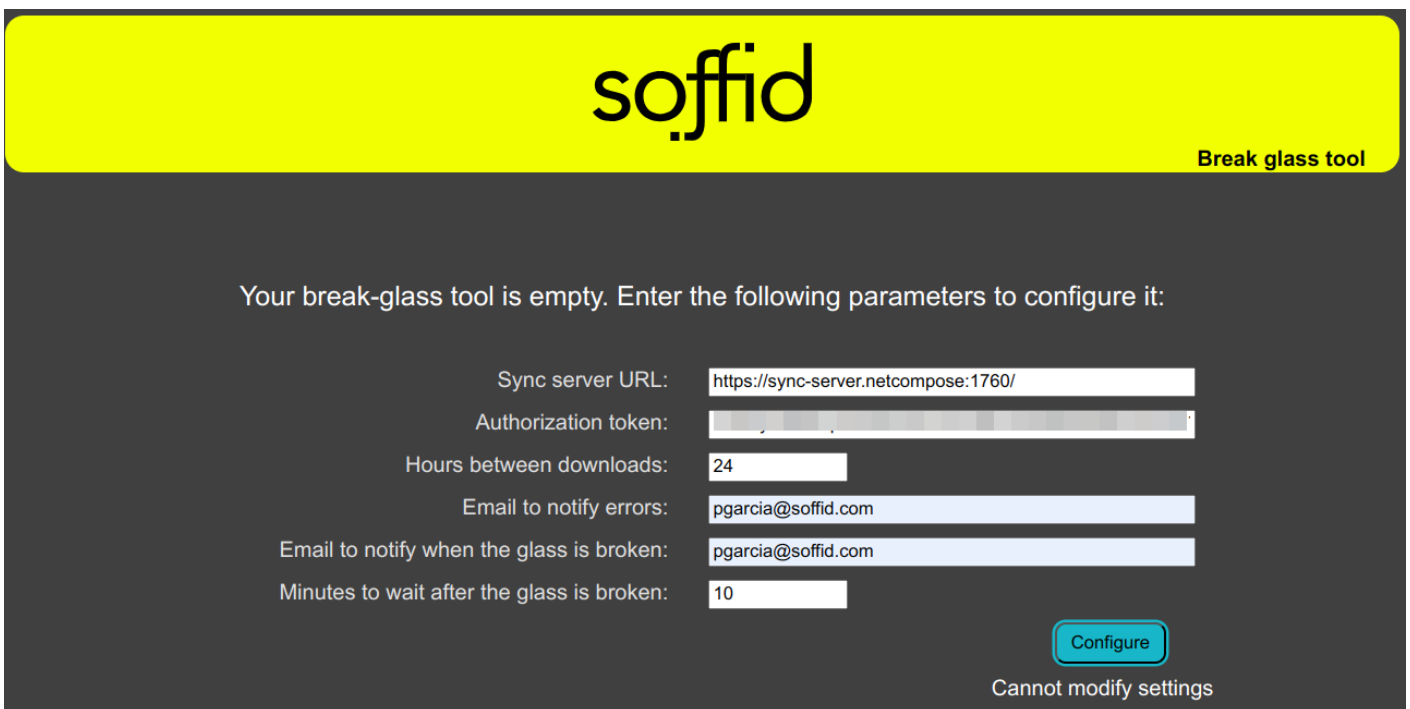 soffid
Break glass tool
Your break-glass tool is empty. Enter the following parameters to configure it:
Sync server URL: https://sync-server.netcompose:1760/
Authorization token:
Hours between downloads: 24
Email to notify errors: pgarcia@soffid.com
Email to notify when the glass is broken: pgarcia@soffid.com
Minutes to wait after the glass is broken: 10
Configure
Cannot modify settings